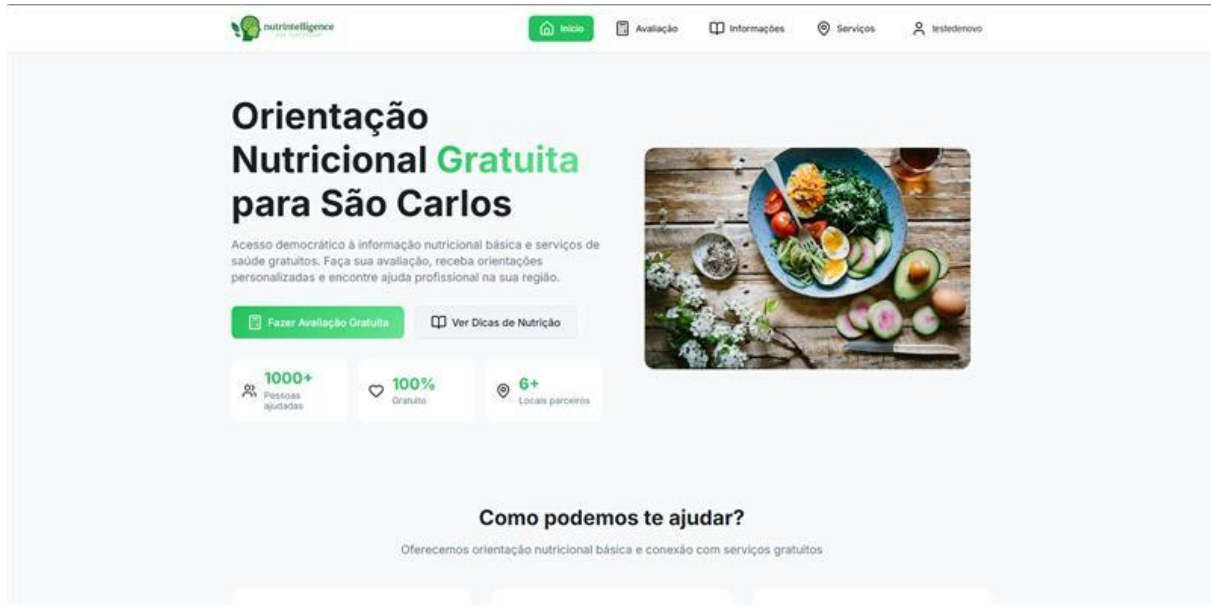 nutrintelligence
Início
Avaliação
Informações
Serviços
testedenovo
Orientação
Nutricional Gratuita
para São Carlos
Acesso democrático à informação nutricional básica e serviços de
saúde gratuitos. Faça sua avaliação, receba orientações
personalizadas e encontre ajuda profissional na sua região.
Fazer Avaliação Gratuita
Ver Dicas de Nutrição
1000+
Pessoas
ajudadas
100%
Gratuito
6+
Locais parceiros
Como podemos te ajudar?
Oferecemos orientação nutricional básica e conexão com serviços gratuitos